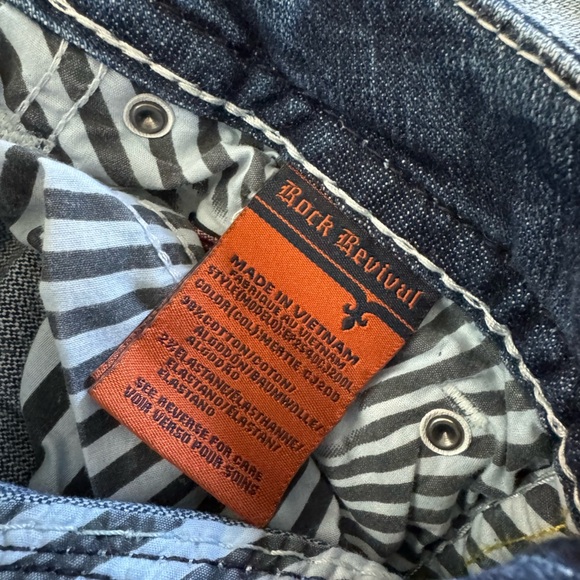 Rock Revival
MADE IN VIETNAM
FABRIQUÉ AU VIETNAM
98%COTTON(COTON/
ALGODÓN/BAUMWOLLE/
ALGODÃO
2%ELASTAN(ELASTHANNE/
ELASTANO/ELASTAN/
ELASTANO
SEE REVERSE FOR CARE
VOIR VERSO POUR SOINS